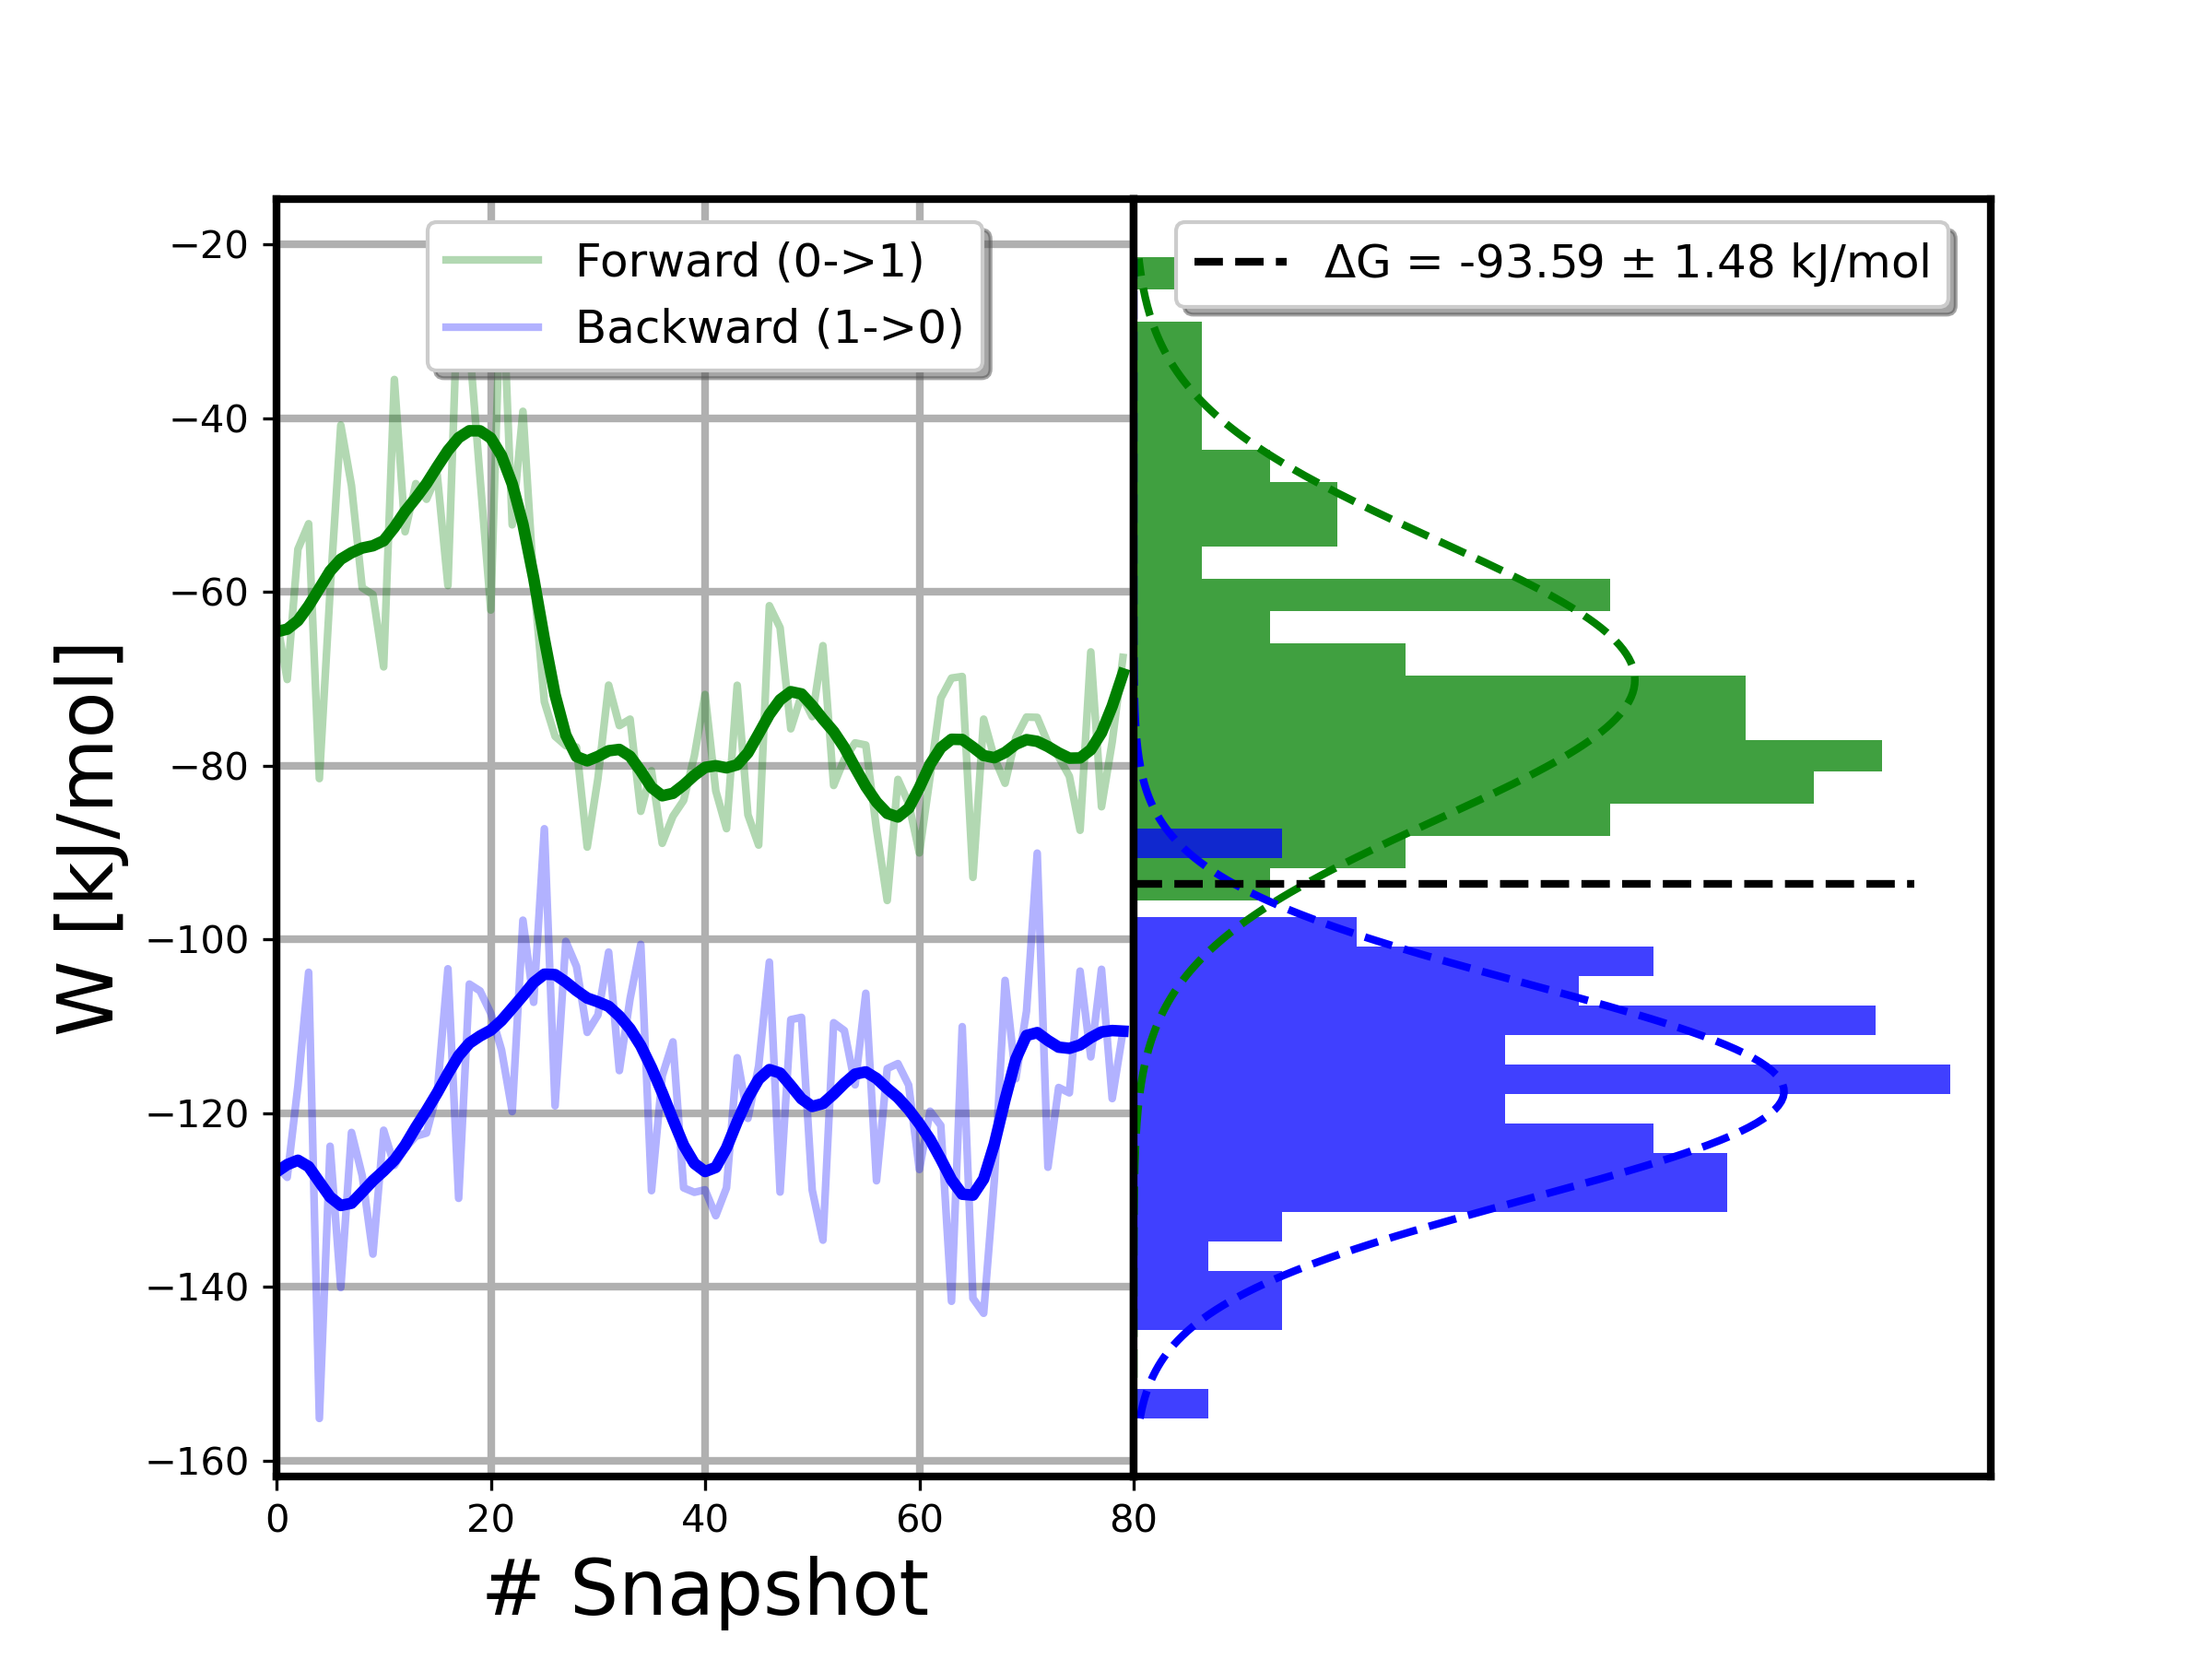 Forward (0->1)
Backward (1->0)
ΔG = -93.59 ± 1.48 kJ/mol
W [kJ/mol]
−20
−40
−60
−80
−100
−120
−140
−160
0 20 40 60 80
# Snapshot